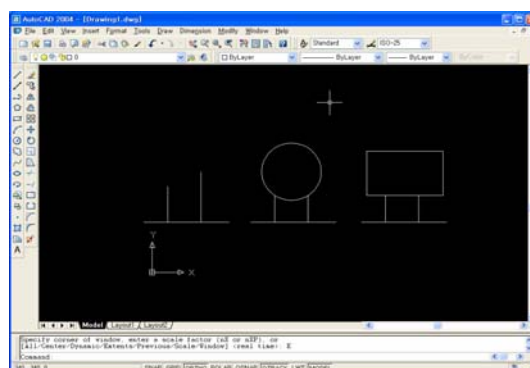 AutoCAD 2004 - [Drawing1.dwg]
File Edit View Insert Format Tools Draw Dimension Modify Window Help
Standard ISO-25
0 ByLayer ByLayer ByLayer
Y
X
Model Layout1 Layout2
Specify corner of window, enter a scale factor (nX or nXP), or
[All/Center/Dynamic/Extents/Previous/Scale/Window] <real time>: E
Command: